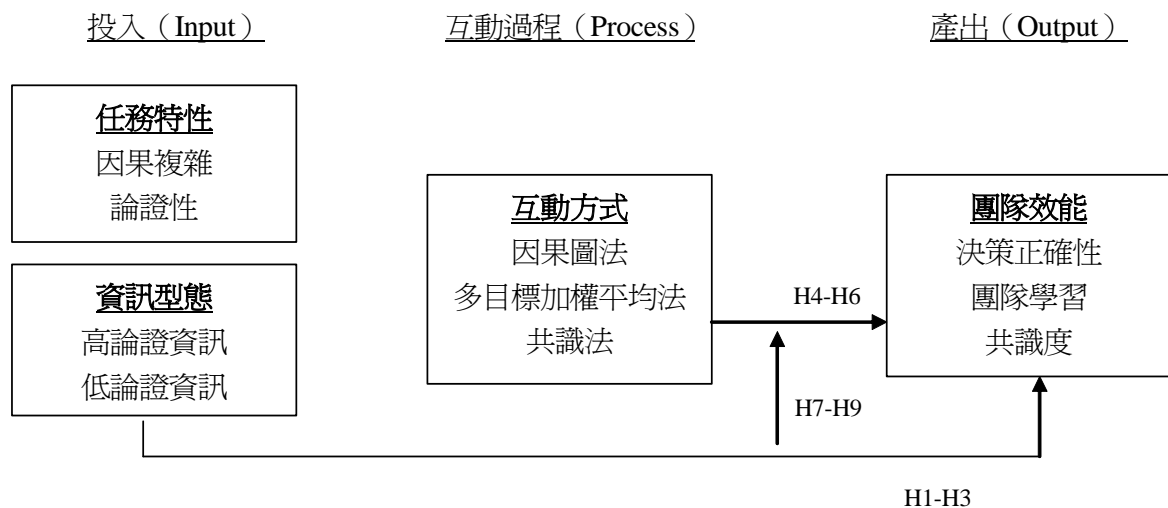 投入（Input）
互動過程（Process）
產出（Output）
任務特性
因果複雜
論證性
資訊型態
高論證資訊
低論證資訊
互動方式
因果圖法
多目標加權平均法
共識法
H4-H6
H7-H9
團隊效能
決策正確性
團隊學習
共識度
H1-H3